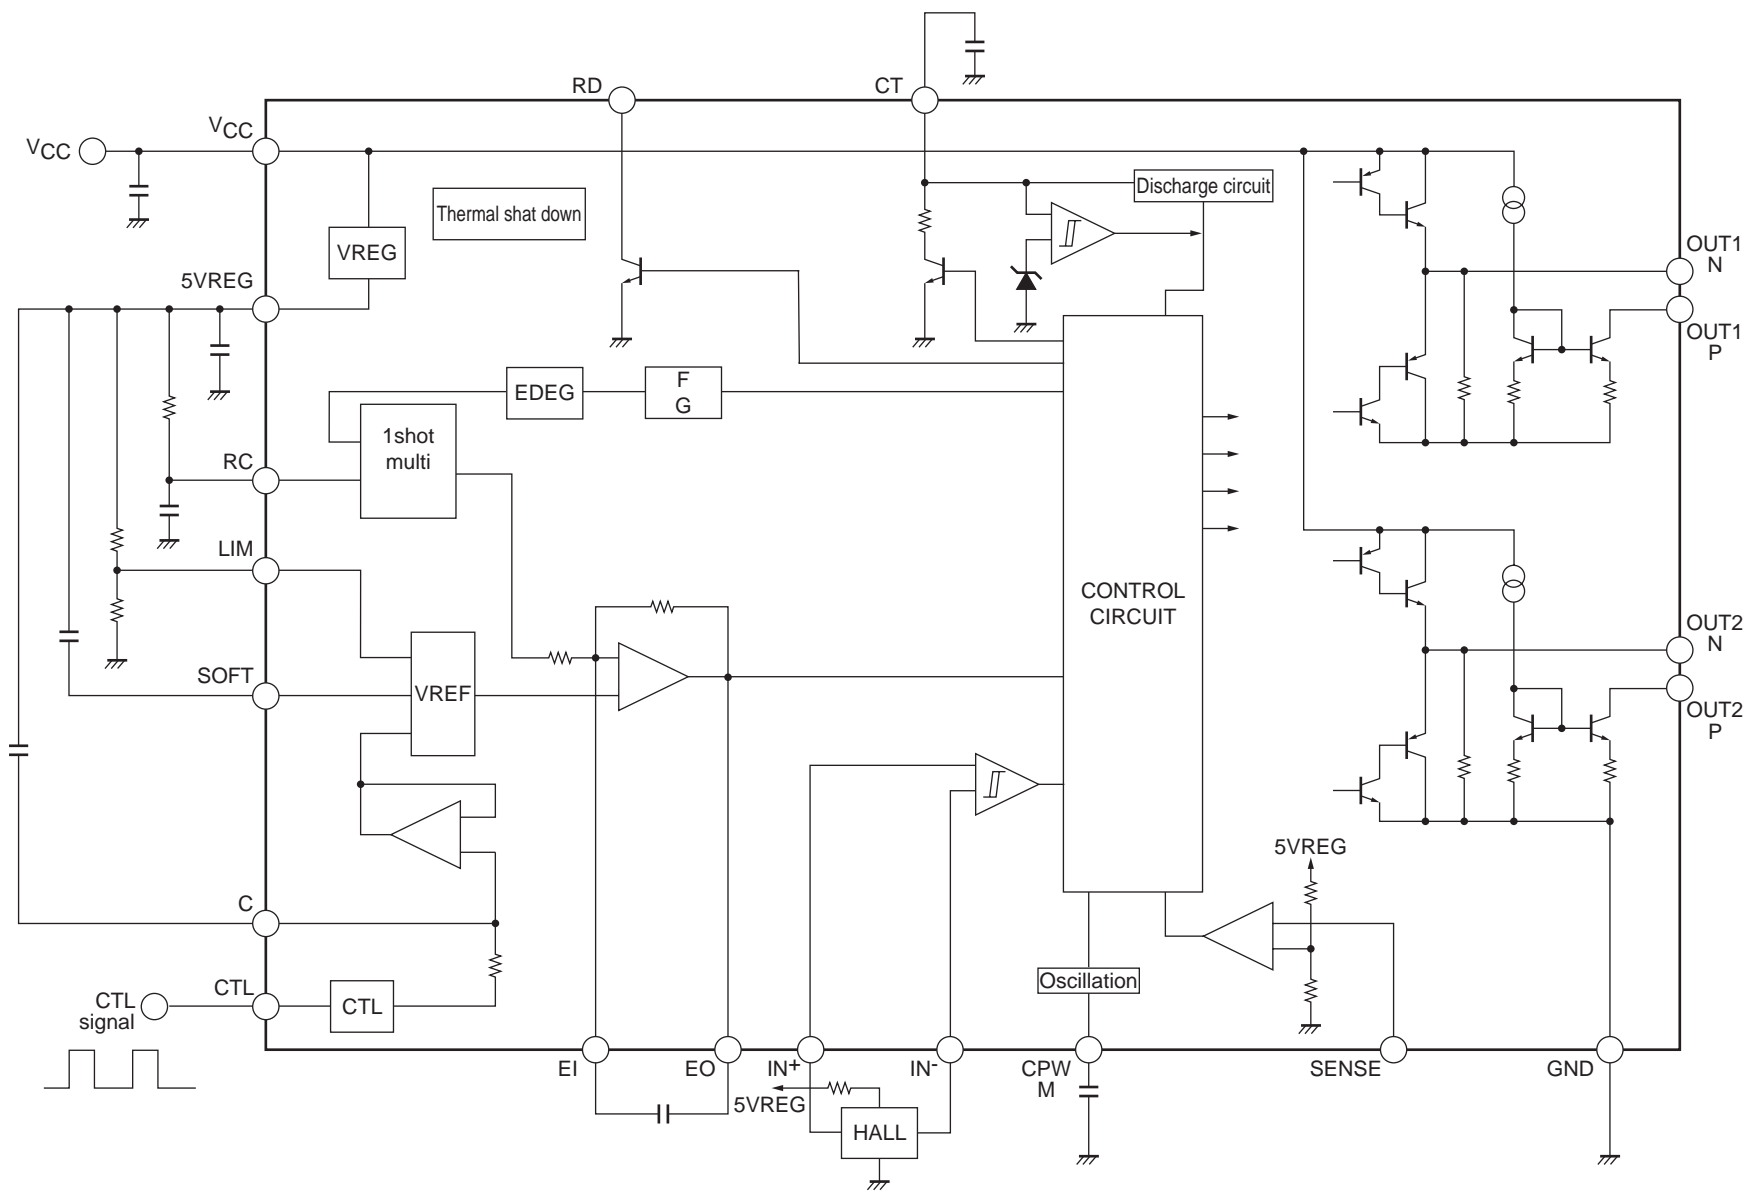 RD
CT
VCC
VCC
Thermal shat down
Discharge circuit
VREG
5VREG
OUT1
N
OUT1
P
EDEG
F
G
1shot
multi
RC
LIM
CONTROL
CIRCUIT
OUT2
N
SOFT
VREF
OUT2
P
5VREG
C
Oscillation
CTL
CTL
CTL
signal
EI
EO
IN+
IN-
CPW
M
SENSE
GND
5VREG
HALL